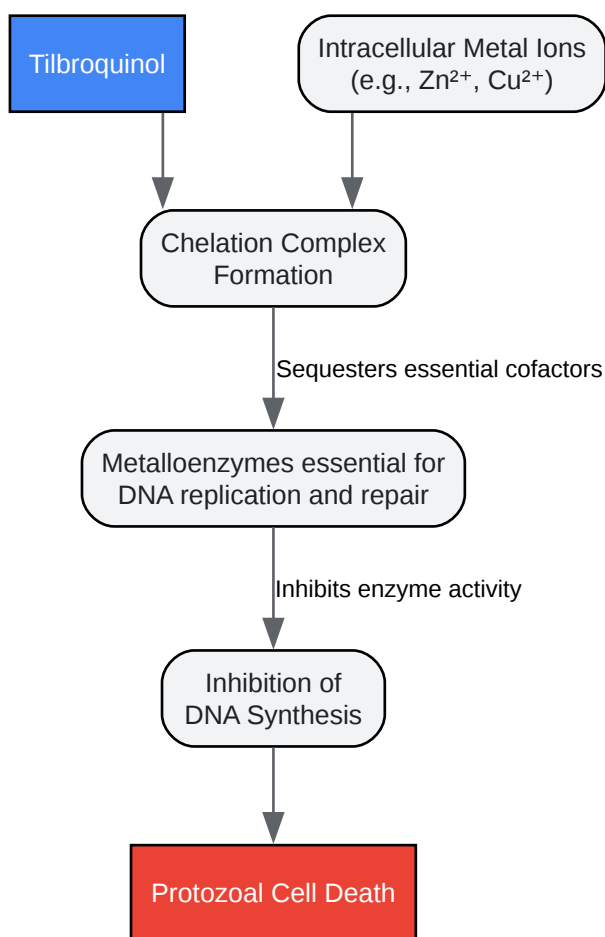 Tilbroquinol
Intracellular Metal Ions
(e.g., Zn²⁺, Cu²⁺)
Chelation Complex
Formation
Sequesters essential cofactors
Metalloenzymes essential for
DNA replication and repair
Inhibits enzyme activity
Inhibition of
DNA Synthesis
Protozoal Cell Death